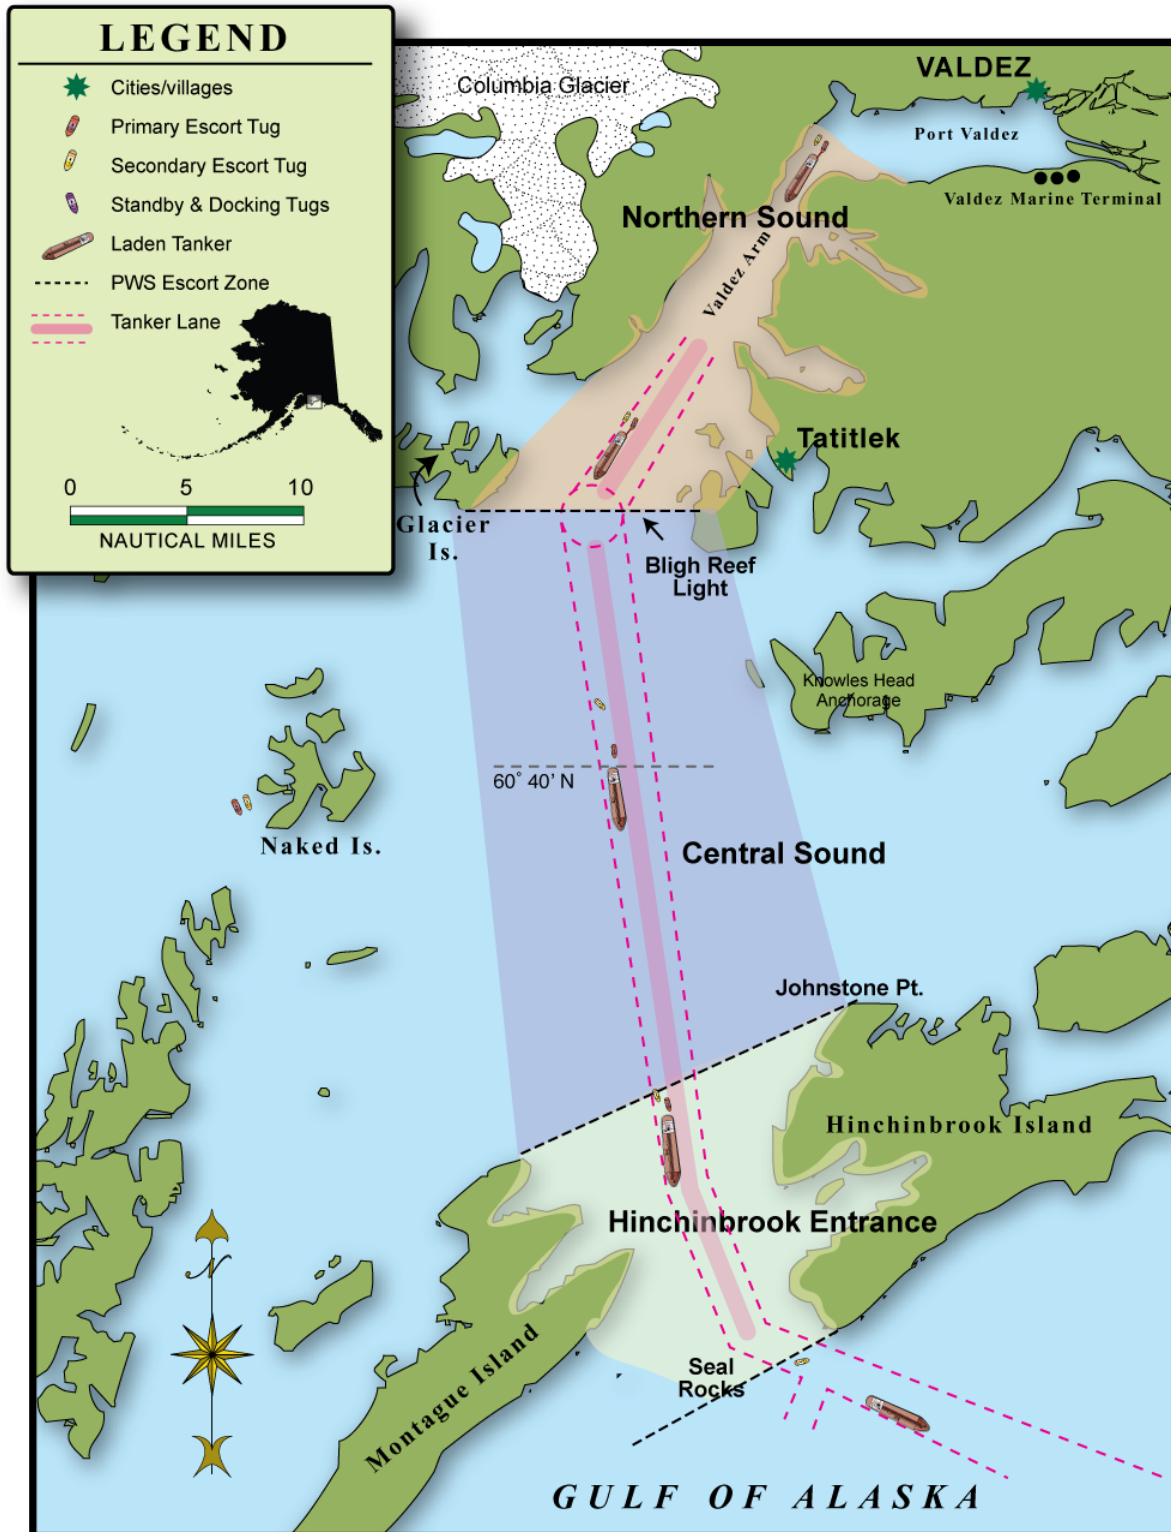 LEGEND
Cities/villages
Primary Escort Tug
Secondary Escort Tug
Standby & Docking Tugs
Laden Tanker
PWS Escort Zone
Tanker Lane
0 5 10
NAUTICAL MILES
Columbia Glacier
VALDEZ
Port Valdez
Valdez Marine Terminal
Northern Sound
Valdez Arm
Tatitlek
Glacier
Is.
Bligh Reef
Light
Knowles Head
Anchorage
60° 40' N
Naked Is.
Central Sound
Johnstone Pt.
Hinchinbrook Island
Hinchinbrook Entrance
N
Montague Island
Seal
Rocks
GULF OF ALASKA